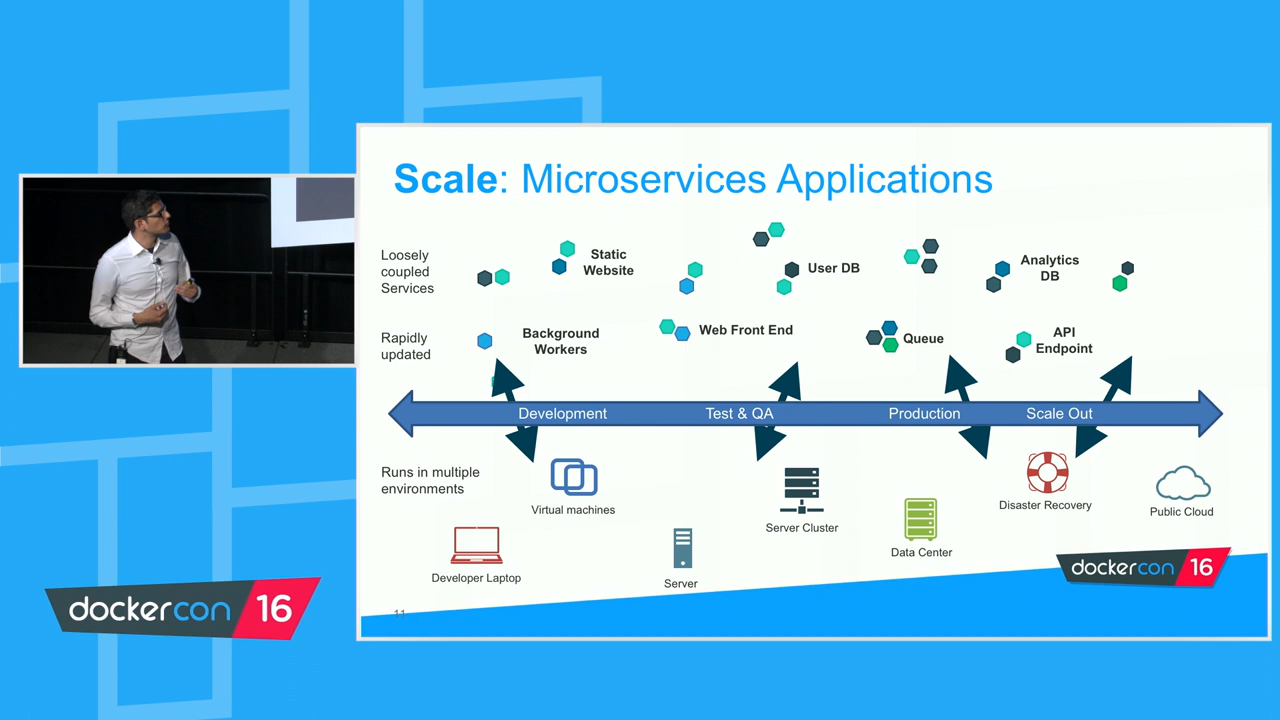 Scale: Microservices Applications
Loosely
coupled
Services
Static
Website
User DB
Analytics
DB
Rapidly
updated
Background
Workers
Web Front End
Queue
API
Endpoint
Development
Test & QA
Production
Scale Out
Runs in multiple
environments
Virtual machines
Server Cluster
Disaster Recovery
Public Cloud
Data Center
Developer Laptop
Server
dockercon 16
11
dockercon 16